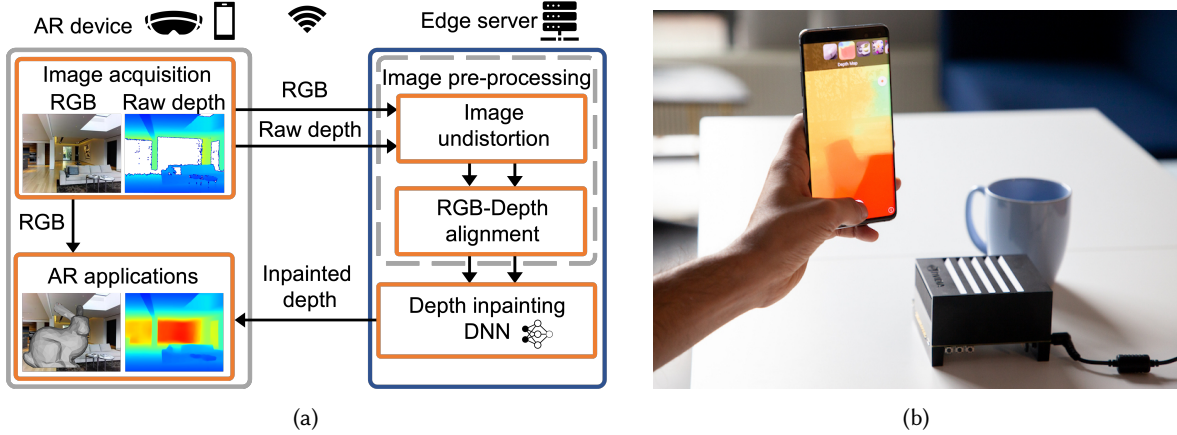 AR device
Edge server
Image acquisition
RGB
Raw depth
RGB
Raw depth
Image pre-processing
Image
undistortion
RGB-Depth
alignment
RGB
AR applications
Inpainted
depth
Depth inpainting
DNN
Depth Map
(a)
(b)